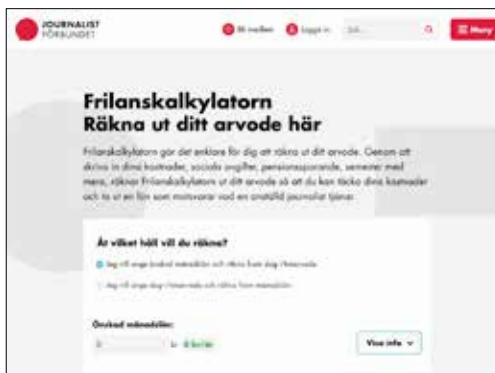 JOURNALIST
FÖRBUNDET
Bli medlem
Logga in
Sök...
Meny
Frilanskalkylatorn
Räkna ut ditt arvode här
Frilanskalkylatorn gör det enklare för dig att räkna ut ditt arvode. Genom att
skriva in dina kostnader, sociala avgifter, pensionssparande, semester med
mera, räknar Frilanskalkylatorn ut ditt arvode så att du kan täcka dina kostnader
och ta ut en lön som motsvarar vad en anställd journalist tjänar.
Åt vilket håll vill du räkna?
Jag vill ange önskad månadslön och räkna fram dag-/timarvode
Jag vill ange dag-/timarvode och räkna fram månadslön
Önskad månadslön:
0
kr
Visa info